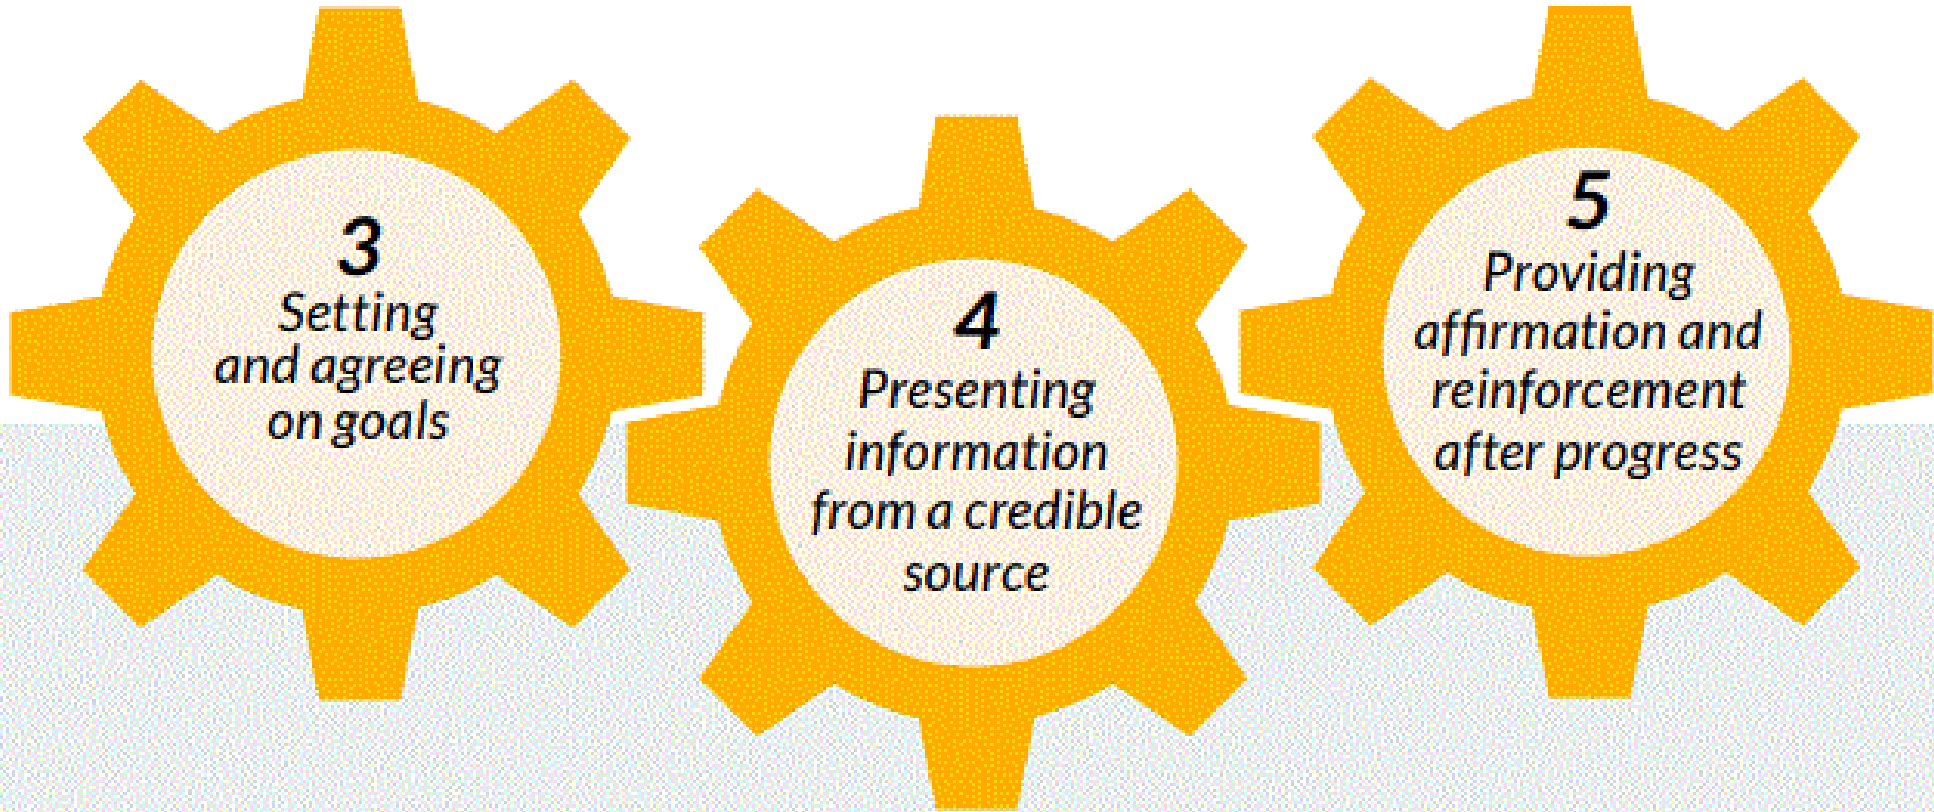 3
Setting
and agreeing
on goals
4
Presenting
information
from a credible
source
5
Providing
affirmation and
reinforcement
after progress